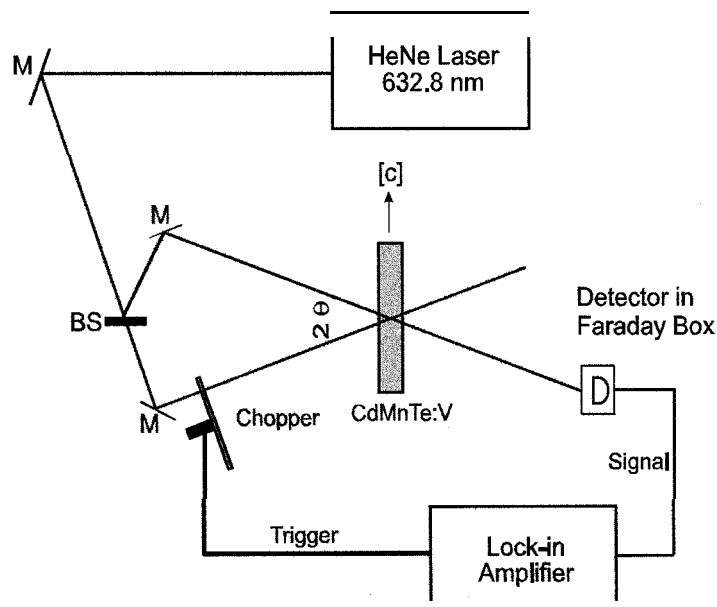 HeNe Laser
632.8 nm
M
[c]
M
BS
2 θ
Detector in
Faraday Box
D
M
Chopper
CdMnTe:V
Signal
Trigger
Lock-in
Amplifier